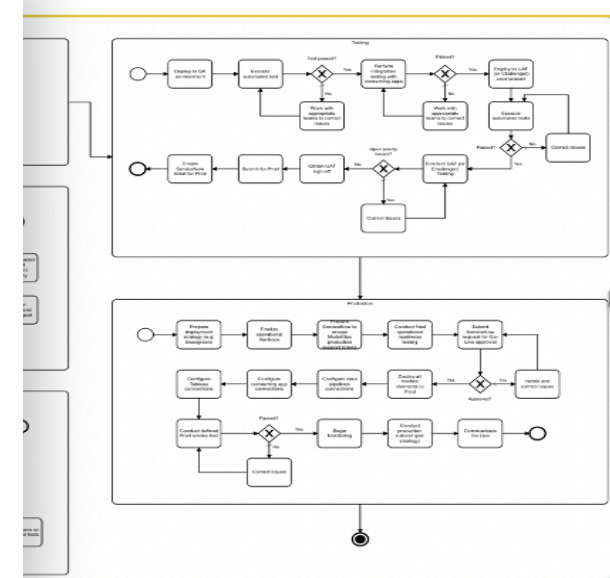 Testing
Deploy to QA
environment
Execute
automated test
Test passed?
Yes
No
Work with
appropriate
teams to correct
issues
Perform
integration
testing with
consuming apps
Passed?
Yes
No
Work with
appropriate
teams to correct
issues
Deploy to UAT
(or Challenger)
environment
Execute
automated tests
Passed?
No
Correct issues
Yes
Conduct UAT (or
Challenger)
Testing
Open priority
issues?
Yes
Correct Issues
No
Obtain UAT
sign-off
Submit for Prod
Create
ServiceNow
ticket for Prod
Production
Prepare
deployment
strategy (e.g.
Finalize
operational
Runbook
Prepare
ServiceNow to
accept
ModelOps
production
support tickets
Conduct final
operational
readiness
testing
Submit
ServiceNow
request for Go-
Live approval
Approved?
No
Update and
correct issues
Yes
Deploy all
models
elements to
Prod
Configure data
pipelines
connections
Configure
consuming app
connections
Configure
Tableau
connections
Conduct defined
Prod smoke test
Passed?
No
Correct issues
Yes
Begin
Monitoring
Conduct
production
cutover (per
strategy)
Communicate
Go Live